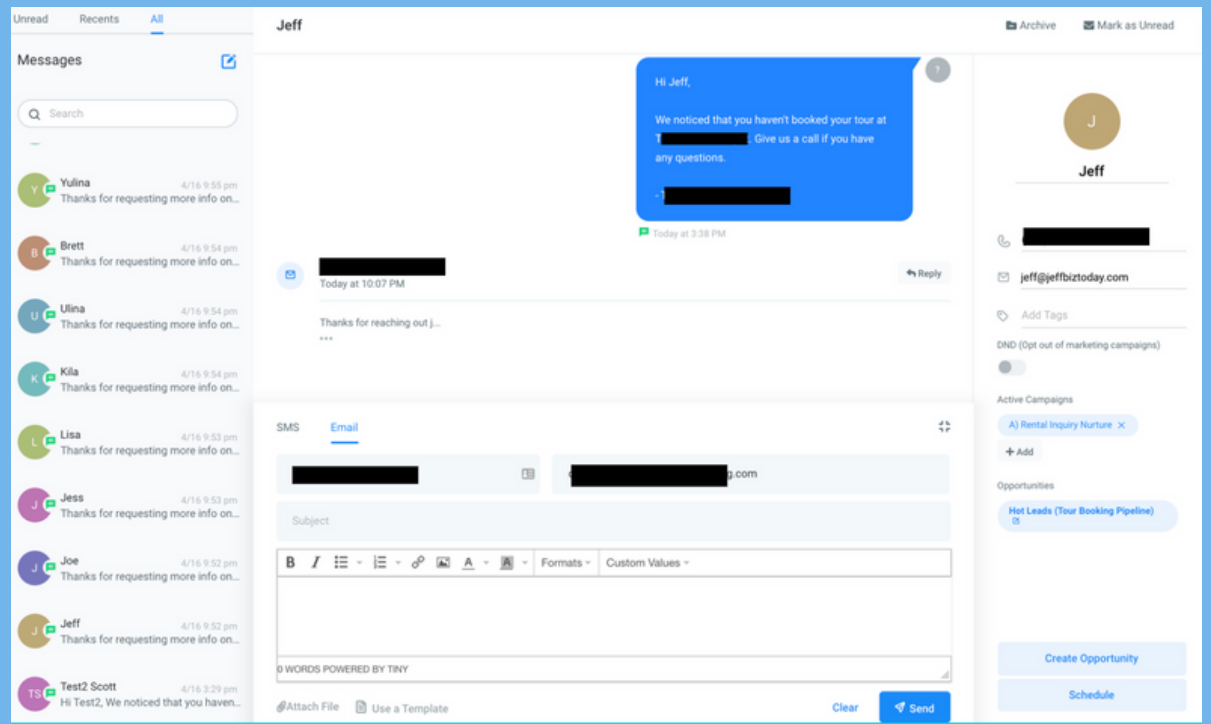 Unread Recents All
Messages
Search
Yulina 4/16 9:55 pm
Y
Thanks for requesting more info on...
Brett 4/16 9:54 pm
B
Thanks for requesting more info on...
Ulina 4/16 9:54 pm
U
Thanks for requesting more info on...
Kila 4/16 9:54 pm
K
Thanks for requesting more info on...
Lisa 4/16 9:53 pm
L
Thanks for requesting more info on...
Jess 4/16 9:53 pm
J
Thanks for requesting more info on...
Joe 4/16 9:52 pm
J
Thanks for requesting more info on...
Jeff 4/16 9:52 pm
J
Thanks for requesting more info on...
Test2 Scott 4/16 3:29 pm
TS
Hi Test2, We noticed that you haven...
Jeff
Archive Mark as Unread
Hi Jeff,
?
We noticed that you haven't booked your tour at
T . Give us a call if you have
any questions.
- T
Today at 3:38 PM
Today at 10:07 PM
Reply
Thanks for reaching out j...
•••
SMS Email
g.com
Subject
B I A A Formats Custom Values
0 WORDS POWERED BY TINY
Attach File Use a Template Clear Send
J
Jeff
jeff@jeffbiztoday.com
Add Tags
DND (Opt out of marketing campaigns)
Active Campaigns
A) Rental Inquiry Nurture ×
+ Add
Opportunities
Hot Leads (Tour Booking Pipeline)
Create Opportunity
Schedule